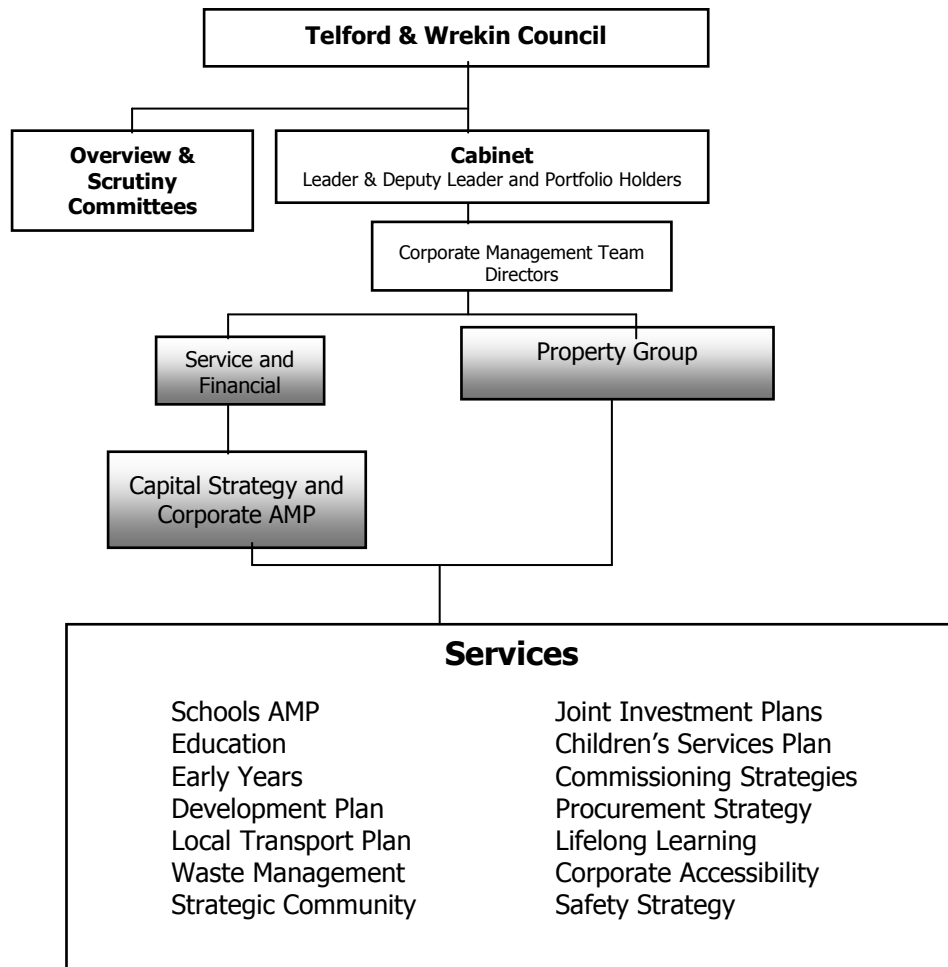 Telford & Wrekin Council
Overview &
Scrutiny
Committees
Cabinet
Leader & Deputy Leader and Portfolio Holders
Corporate Management Team
Directors
Service and
Financial
Property Group
Capital Strategy and
Corporate AMP
Services
Schools AMP
Education
Early Years
Development Plan
Local Transport Plan
Waste Management
Strategic Community
Joint Investment Plans
Children’s Services Plan
Commissioning Strategies
Procurement Strategy
Lifelong Learning
Corporate Accessibility
Safety Strategy